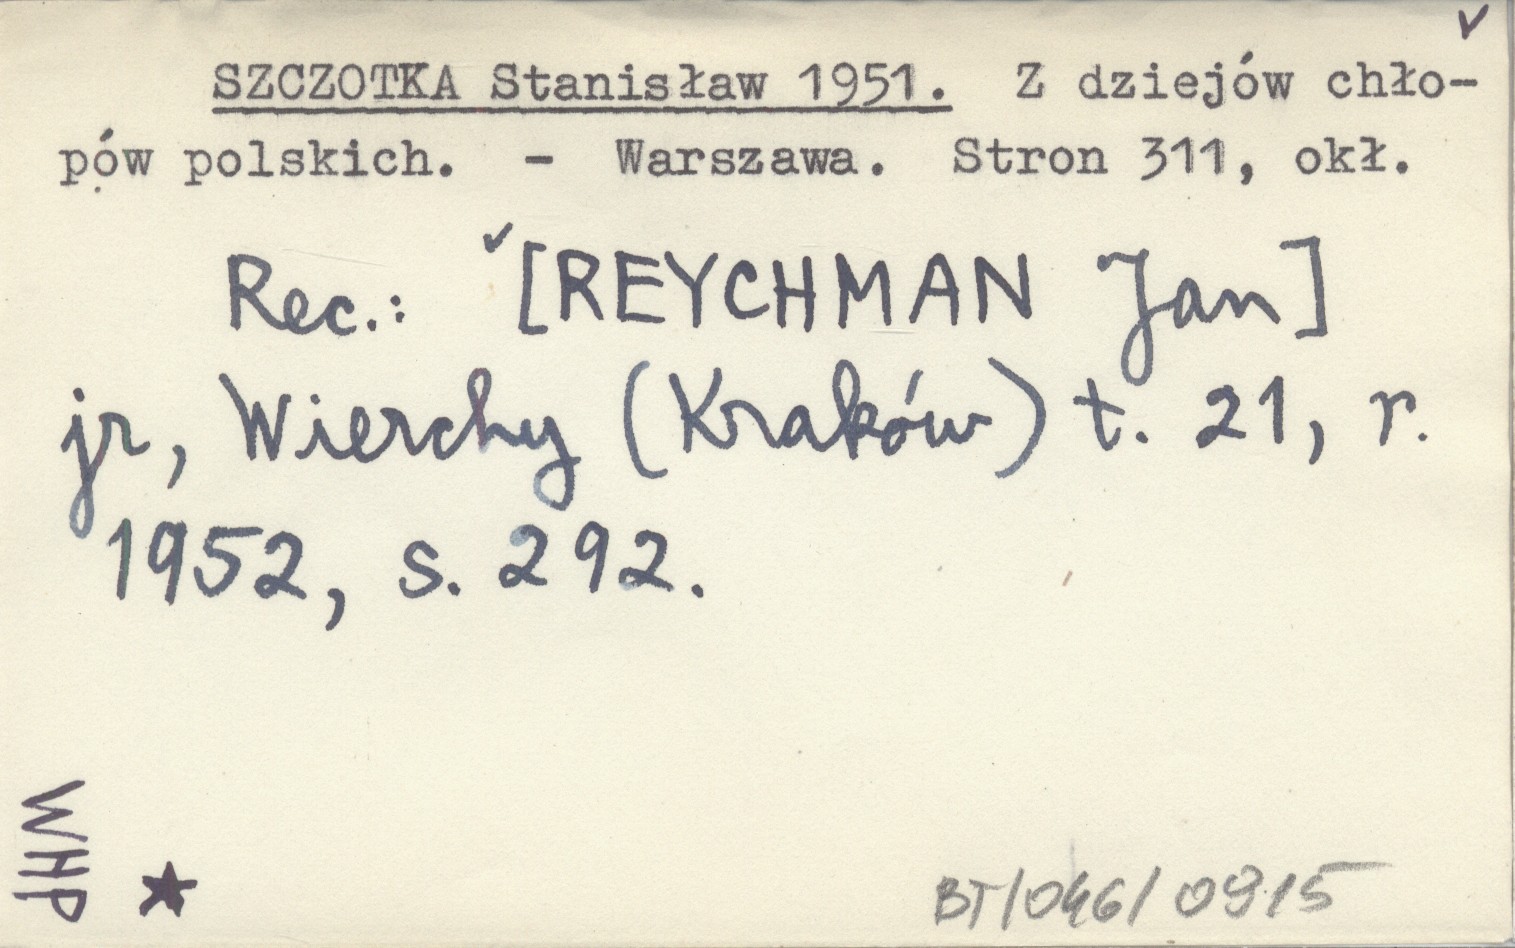 SZCZOTKA Stanisław 1951. Z dziejów chło-
pów polskich. - Warszawa. Stron 311, okł.
Rec.: [REYCHMAN Jan]
jr, Wierchy (Kraków) t. 21, r.
1952, s. 292.
WHP
BT/046/0915